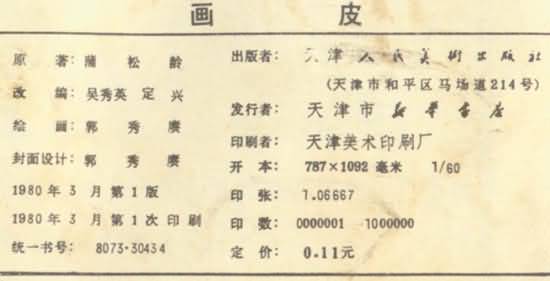 画 皮
原 著：蒲 松 龄
改 编：吴秀英 定 兴
绘 画：郭 秀 赓
封面设计：郭 秀 赓
1980 年 3 月 第 1 版
1980 年 3 月 第 1 次 印 刷
统一书号：8073·30434
出版者：天津人民美術出版社
(天津市和平区马场道214号)
发行者：天津市新华书店
印刷者：天津美术印刷厂
开 本：787×1092 毫米 1/60
印 张：1.06667
印 数：0000001 1000000
定 价：0.11元